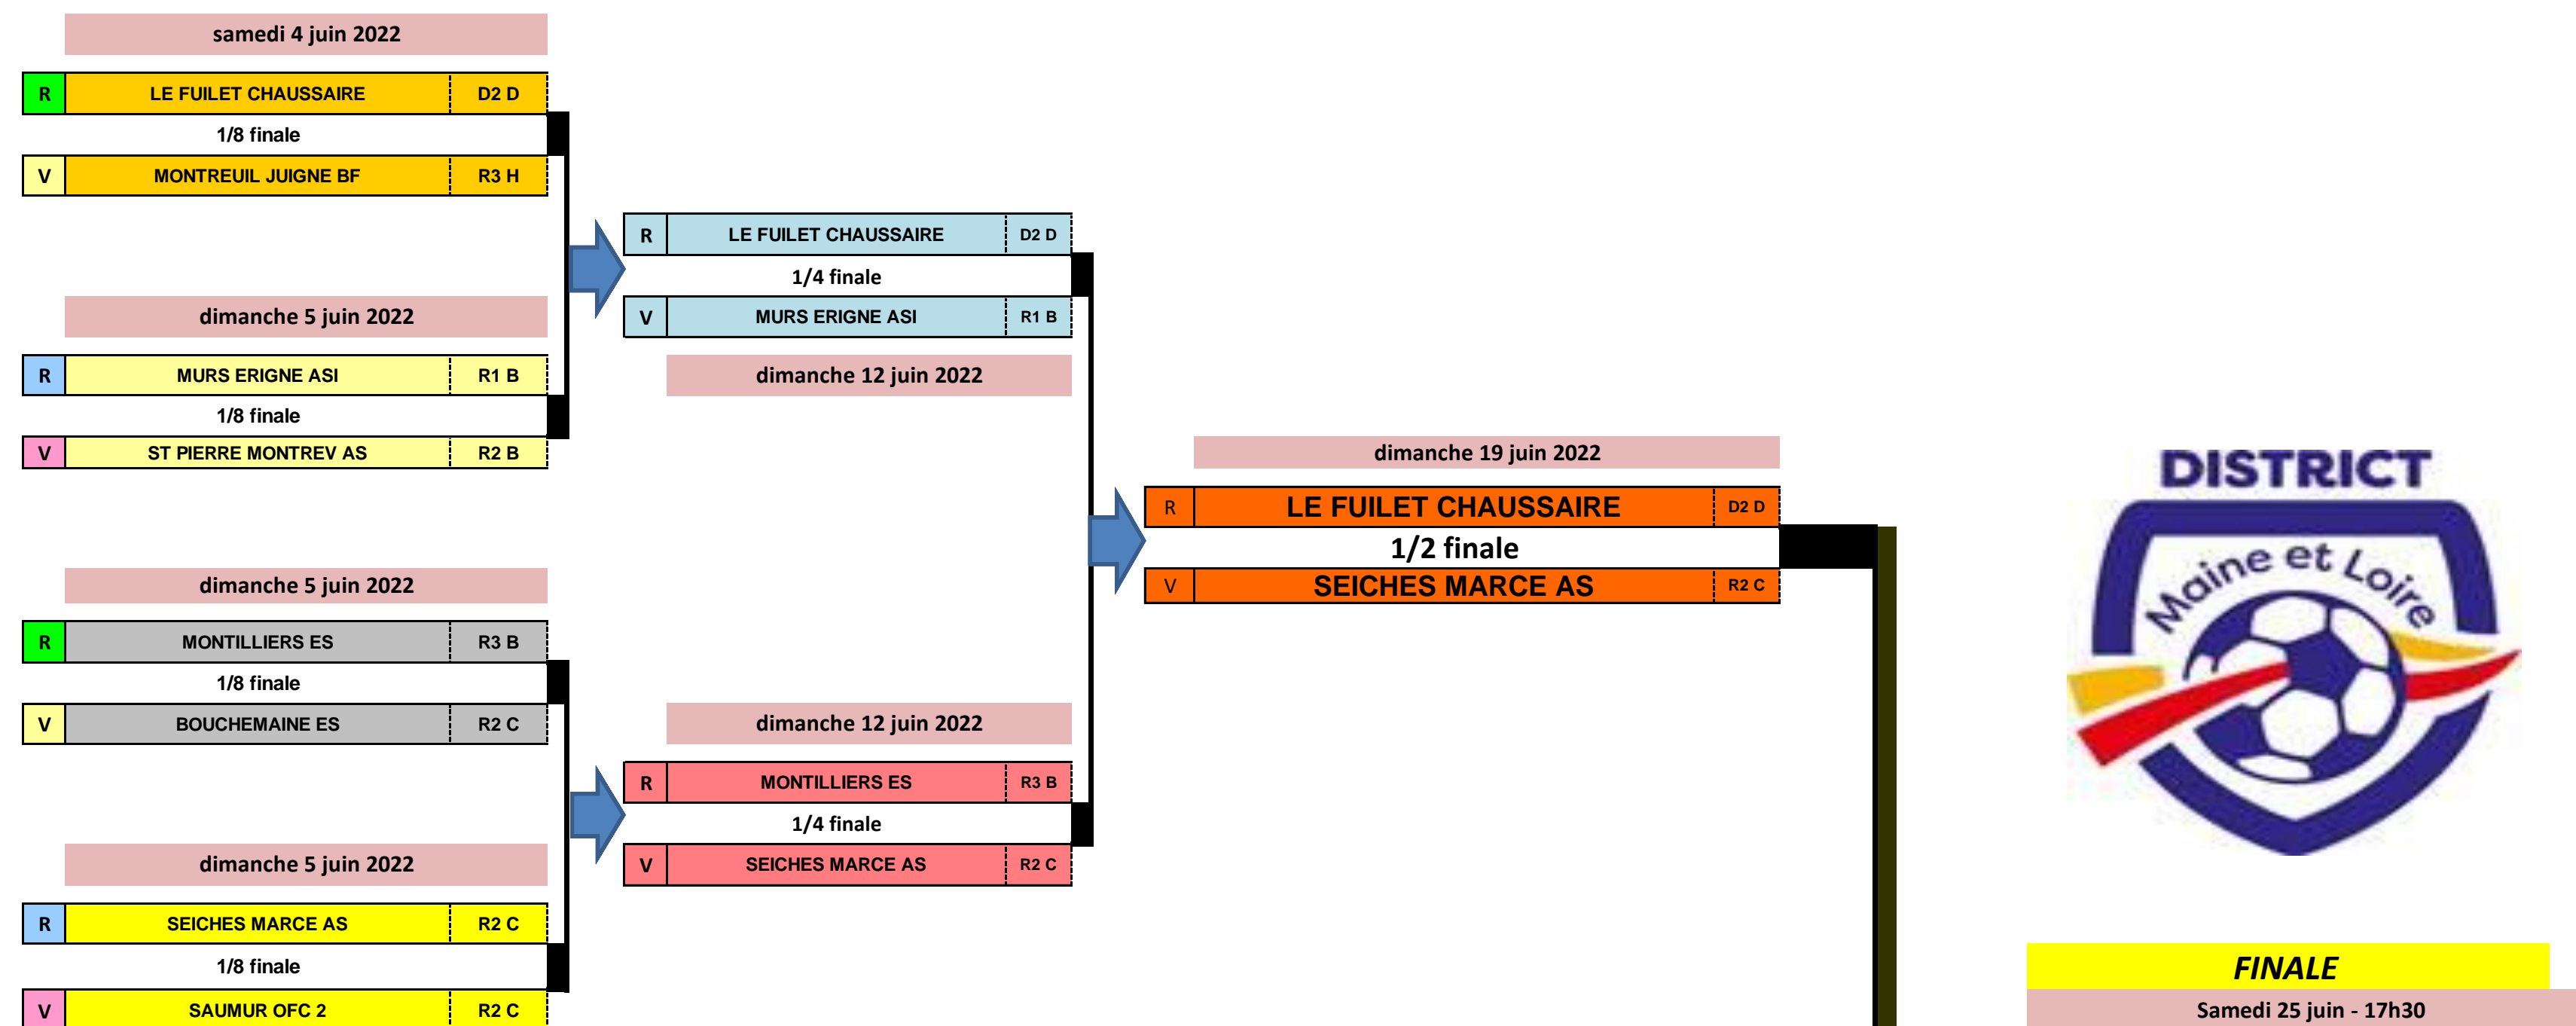 samedi 4 juin 2022
R LE FUILET CHAUSSAIRE D2 D
1/8 finale
V MONTREUIL JUIGNE BF R3 H
dimanche 5 juin 2022
R MURS ERIGNE ASI R1 B
1/8 finale
V ST PIERRE MONTREV AS R2 B
dimanche 5 juin 2022
R MONTILLIERS ES R3 B
1/8 finale
V BOUCHEMAINE ES R2 C
dimanche 5 juin 2022
R SEICHES MARCE AS R2 C
1/8 finale
V SAUMUR OFC 2 R2 C
R LE FUILET CHAUSSAIRE D2 D
1/4 finale
V MURS ERIGNE ASI R1 B
dimanche 12 juin 2022
dimanche 12 juin 2022
R MONTILLIERS ES R3 B
1/4 finale
V SEICHES MARCE AS R2 C
dimanche 19 juin 2022
R LE FUILET CHAUSSAIRE D2 D
1/2 finale
V SEICHES MARCE AS R2 C
DISTRICT
Maine et Loire
FINALE
Samedi 25 juin - 17h30